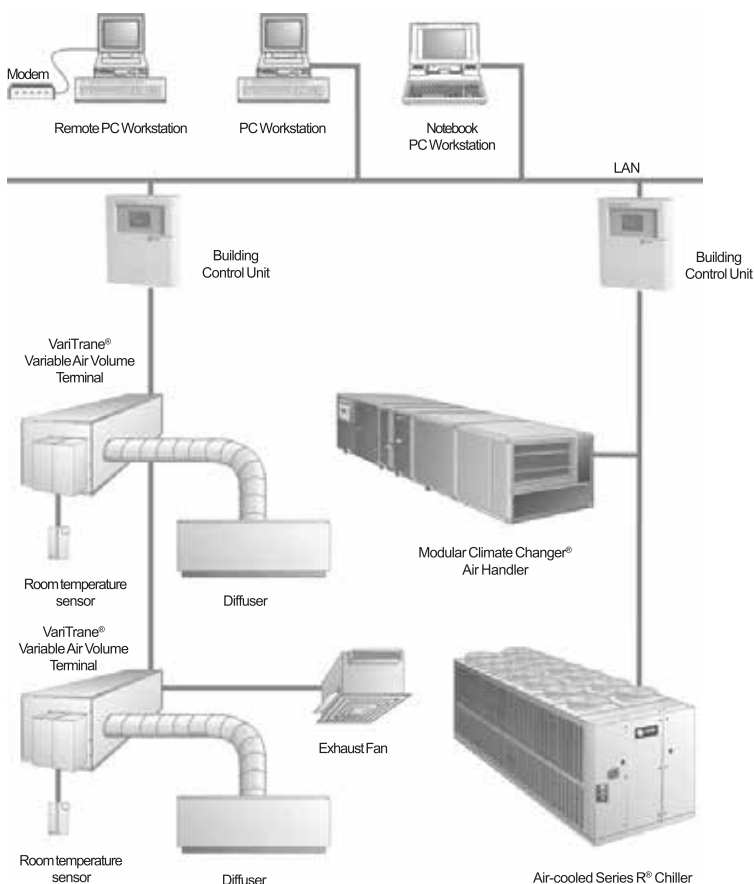 Modem
Remote PC Workstation
PC Workstation
Notebook
PC Workstation
LAN
Building
Control Unit
Building
Control Unit
VariTrane®
Variable Air Volume
Terminal
Modular Climate Changer®
Air Handler
Room temperature
sensor
Diffuser
VariTrane®
Variable Air Volume
Terminal
Exhaust Fan
Room temperature
sensor
Diffuser
Air-cooled Series R® Chiller